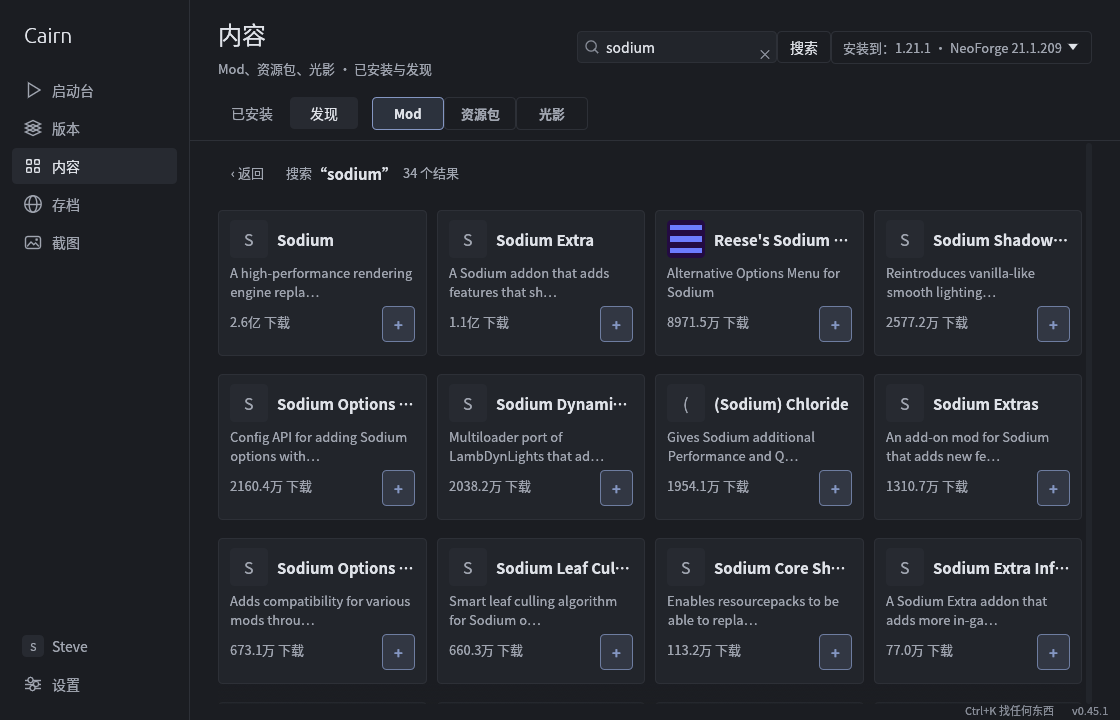 Cairn
启动台
版本
内容
存档
截图
S Steve
设置
内容
Mod、资源包、光影 · 已安装与发现
sodium
搜索
安装到：1.21.1 · NeoForge 21.1.209
已安装
发现
Mod
资源包
光影
‹ 返回
搜索 “sodium” 34 个结果
S Sodium
A high-performance rendering
engine repla…
2.6亿 下载
+
S Sodium Extra
A Sodium addon that adds
features that sh…
1.1亿 下载
+
Reese's Sodium …
Alternative Options Menu for
Sodium
8971.5万 下载
+
S Sodium Shadow…
Reintroduces vanilla-like
smooth lighting…
2577.2万 下载
+
S Sodium Options …
Config API for adding Sodium
options with…
2160.4万 下载
+
S Sodium Dynami…
Multiloader port of
LambDynLights that ad…
2038.2万 下载
+
( (Sodium) Chloride
Gives Sodium additional
Performance and Q…
1954.1万 下载
+
S Sodium Extras
An add-on mod for Sodium
that adds new fe…
1310.7万 下载
+
S Sodium Options …
Adds compatibility for various
mods throu…
673.1万 下载
+
S Sodium Leaf Cul…
Smart leaf culling algorithm
for Sodium o…
660.3万 下载
+
S Sodium Core Sh…
Enables resourcepacks to be
able to repla…
113.2万 下载
+
S Sodium Extra Inf…
A Sodium Extra addon that
adds more in-ga…
77.0万 下载
+
Ctrl+K 找任何东西 v0.45.1